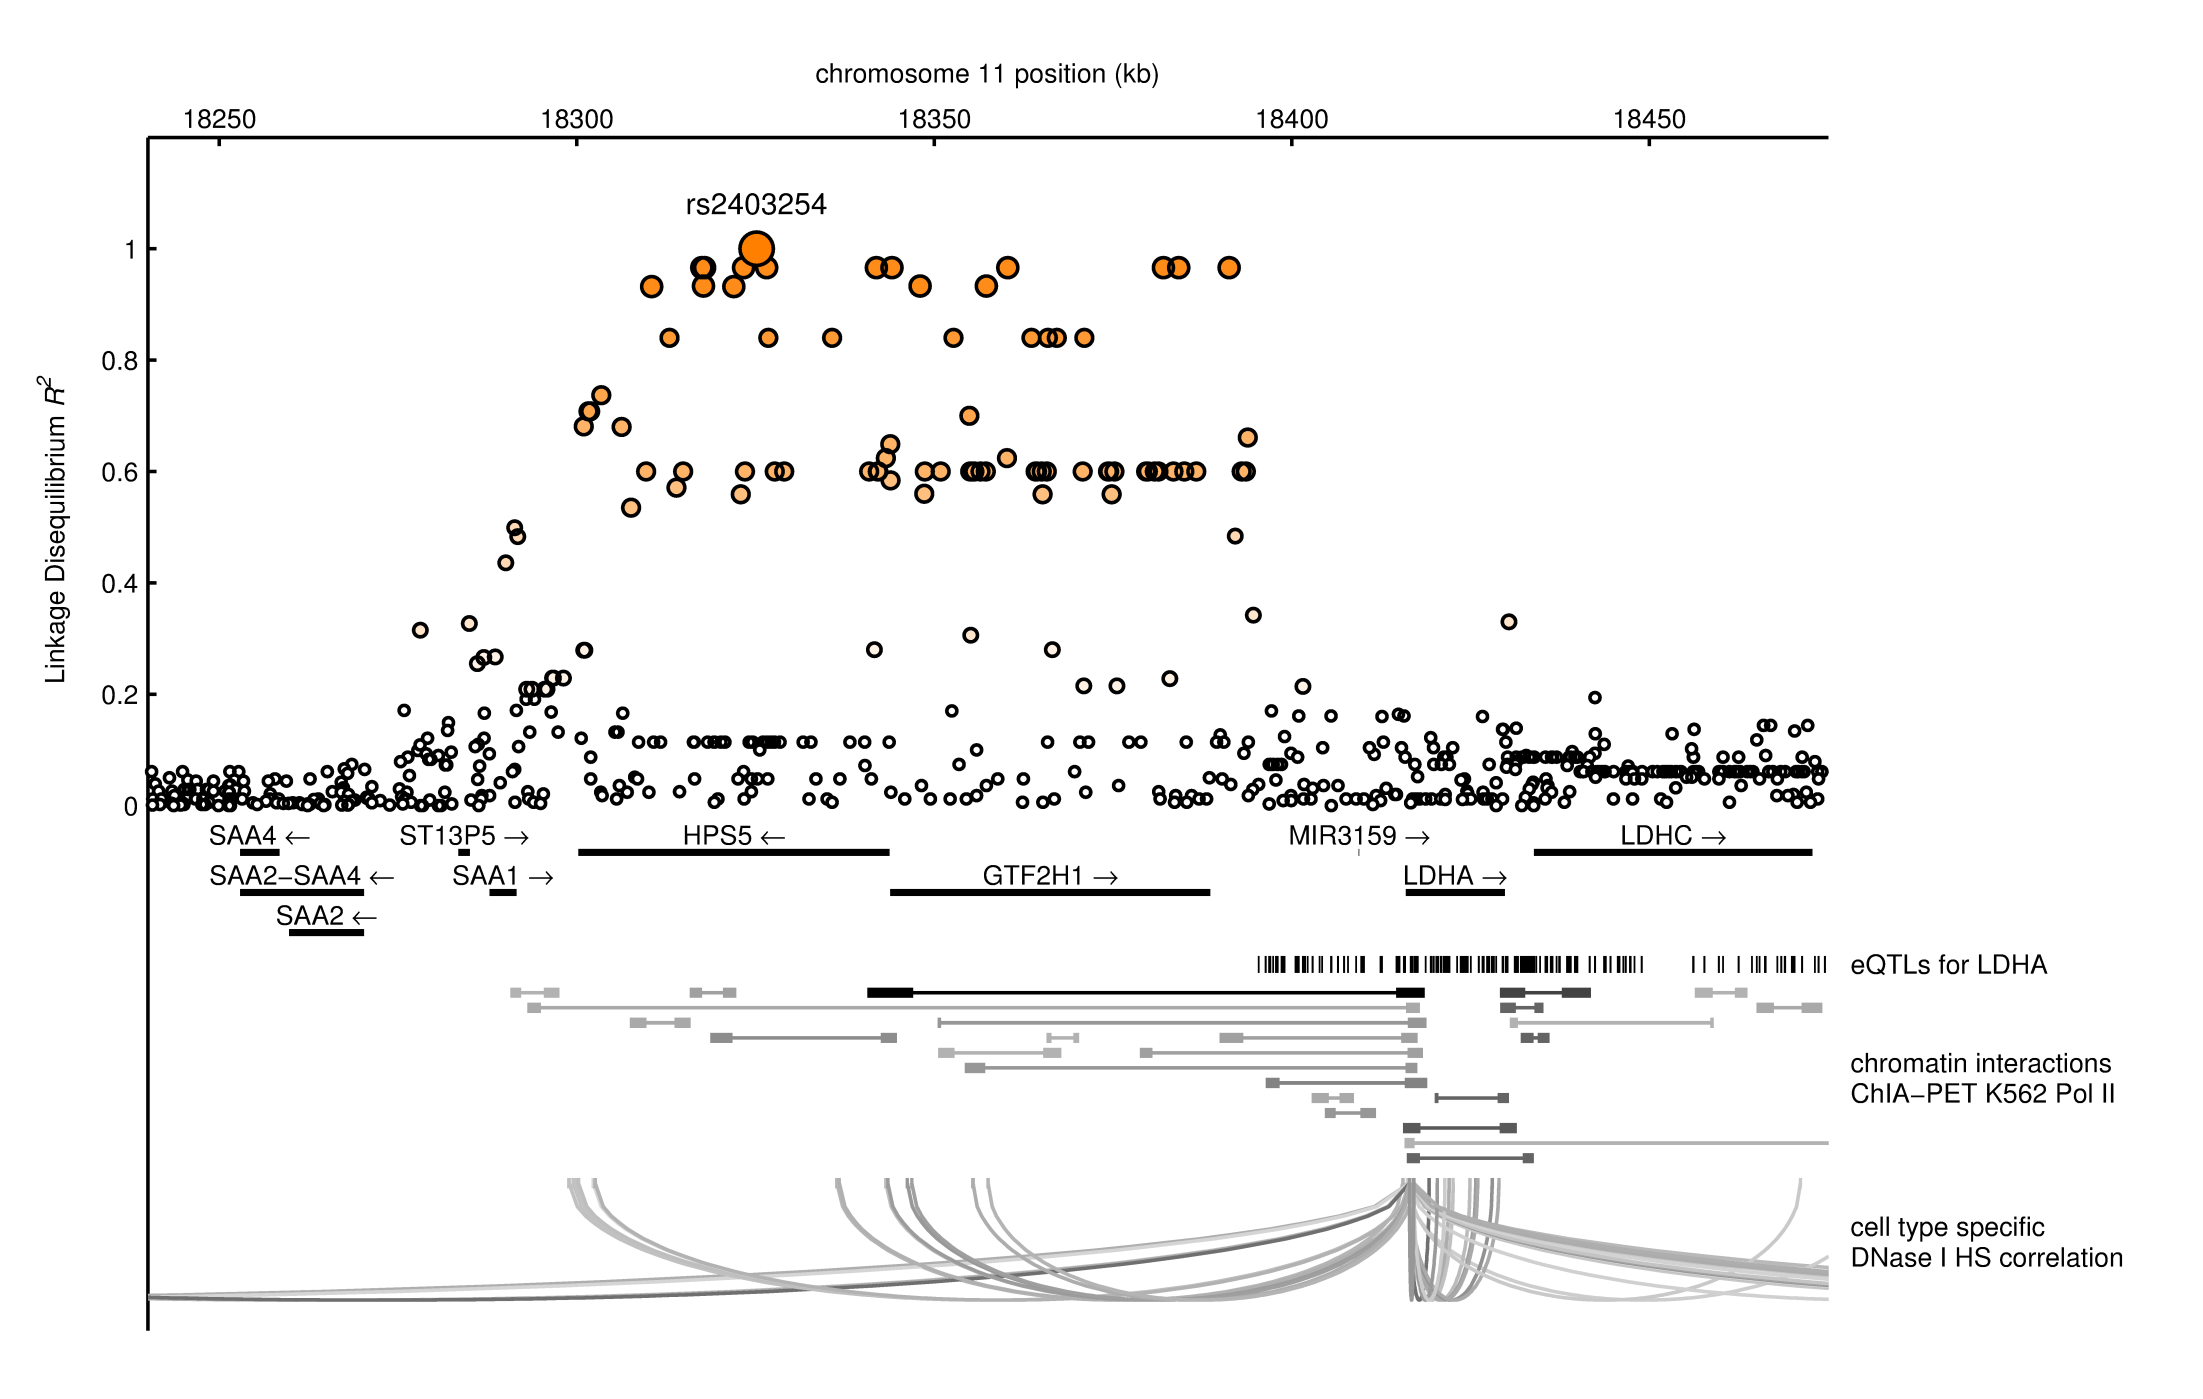 chromosome 11 position (kb)
18250 18300 18350 18400 18450
rs2403254
1
0.8
0.6
0.4
0.2
0
Linkage Disequilibrium R²
SAA4 ← ST13P5 → HPS5 ← MIR3159 → LDHC →
SAA2−SAA4 ← SAA1 → GTF2H1 → LDHA →
SAA2 ←
eQTLs for LDHA
chromatin interactions
ChIA−PET K562 Pol II
cell type specific
DNase I HS correlation